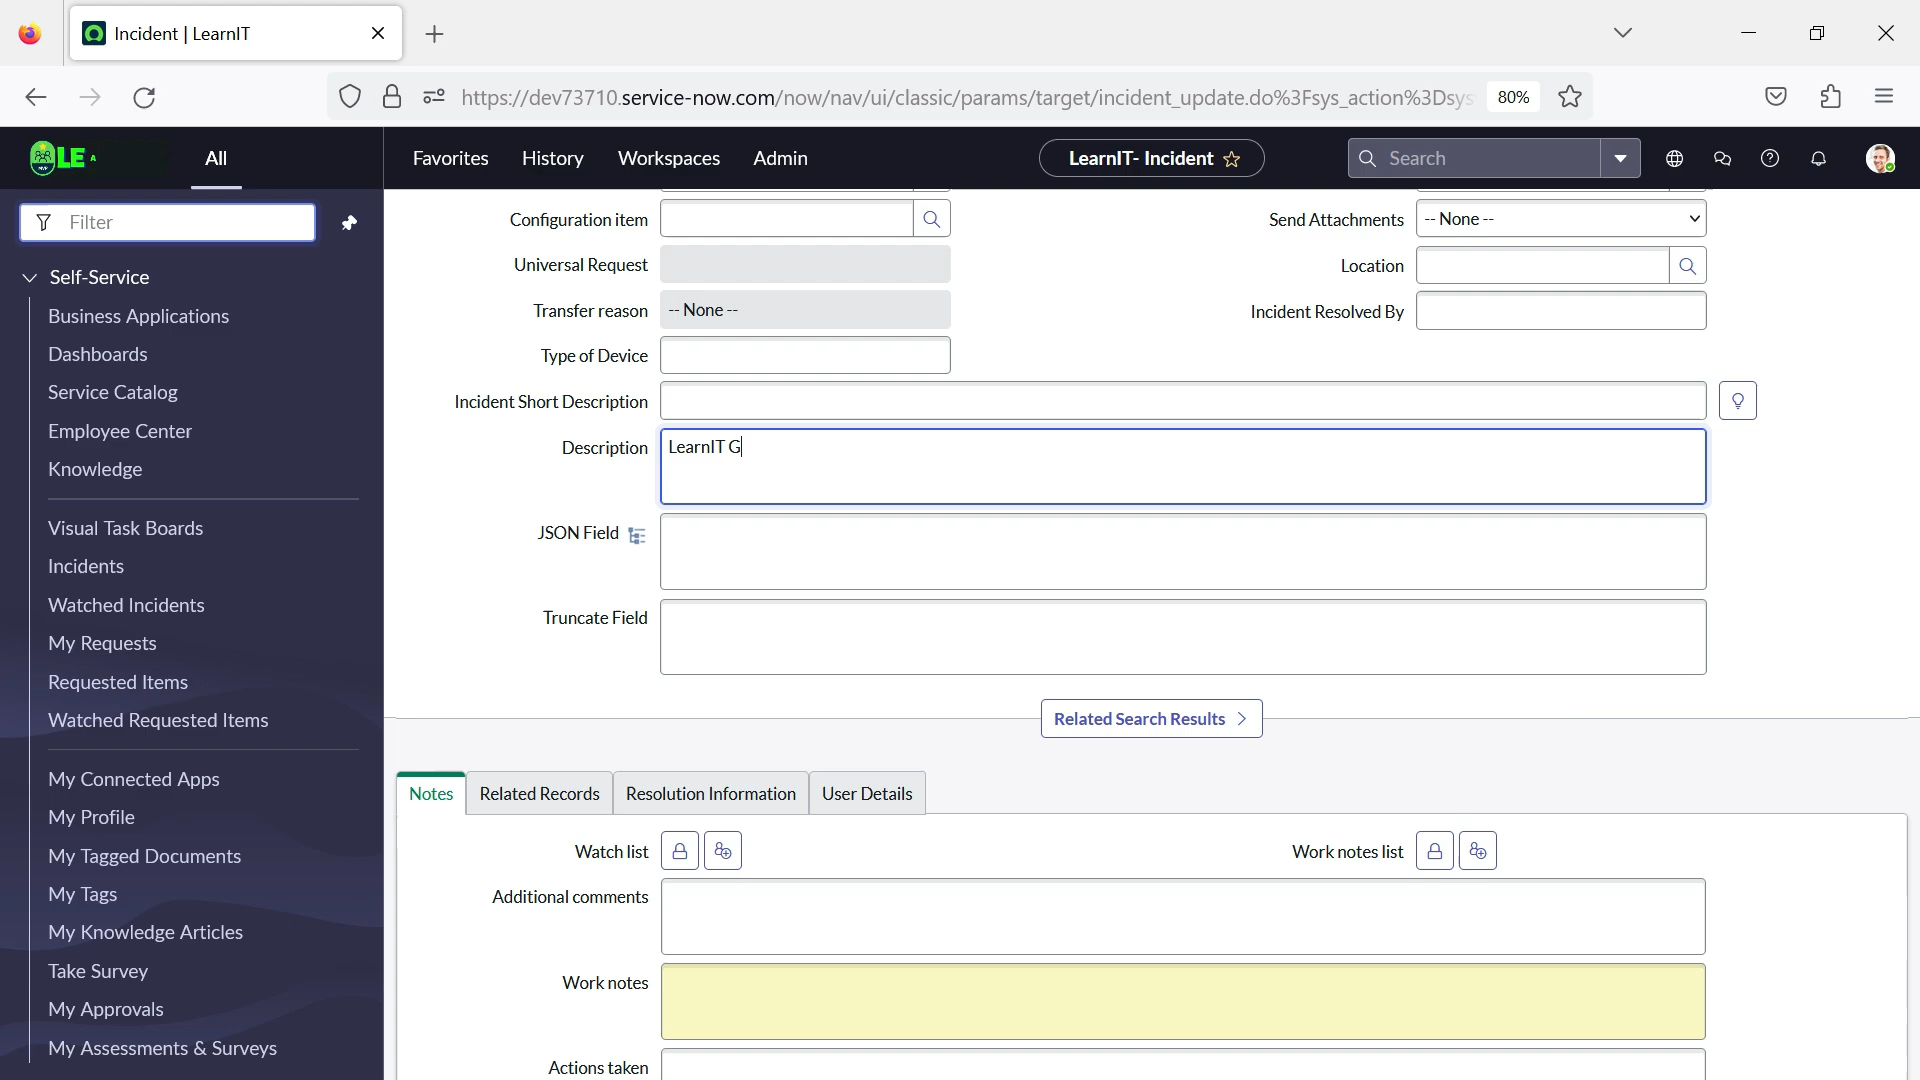 Incident | LearnIT
https://dev73710.service-now.com/now/nav/ui/classic/params/target/incident_update.do%3Fsys_action%3Dsys
80%
LE A
All
Favorites
History
Workspaces
Admin
LearnIT- Incident
Search
Filter
Self-Service
Business Applications
Dashboards
Service Catalog
Employee Center
Knowledge
Visual Task Boards
Incidents
Watched Incidents
My Requests
Requested Items
Watched Requested Items
My Connected Apps
My Profile
My Tagged Documents
My Tags
My Knowledge Articles
Take Survey
My Approvals
My Assessments & Surveys
Configuration item
Send Attachments
-- None --
Universal Request
Location
Transfer reason
-- None --
Incident Resolved By
Type of Device
Incident Short Description
Description
LearnIT G
JSON Field
Truncate Field
Related Search Results
Notes
Related Records
Resolution Information
User Details
Watch list
Work notes list
Additional comments
Work notes
Actions taken